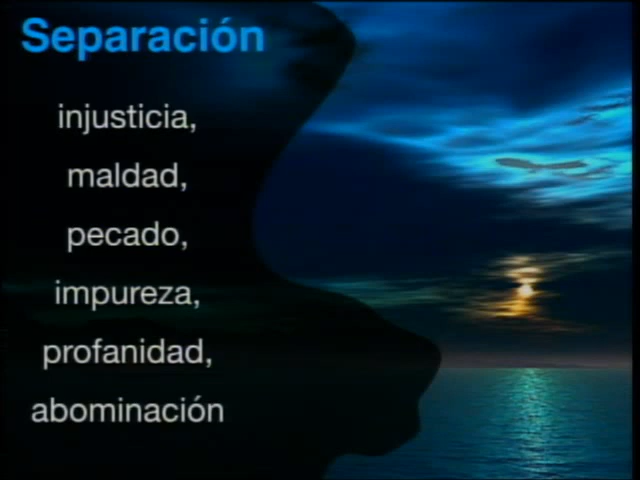 Separación
injusticia,
maldad,
pecado,
impureza,
profanidad,
abominación